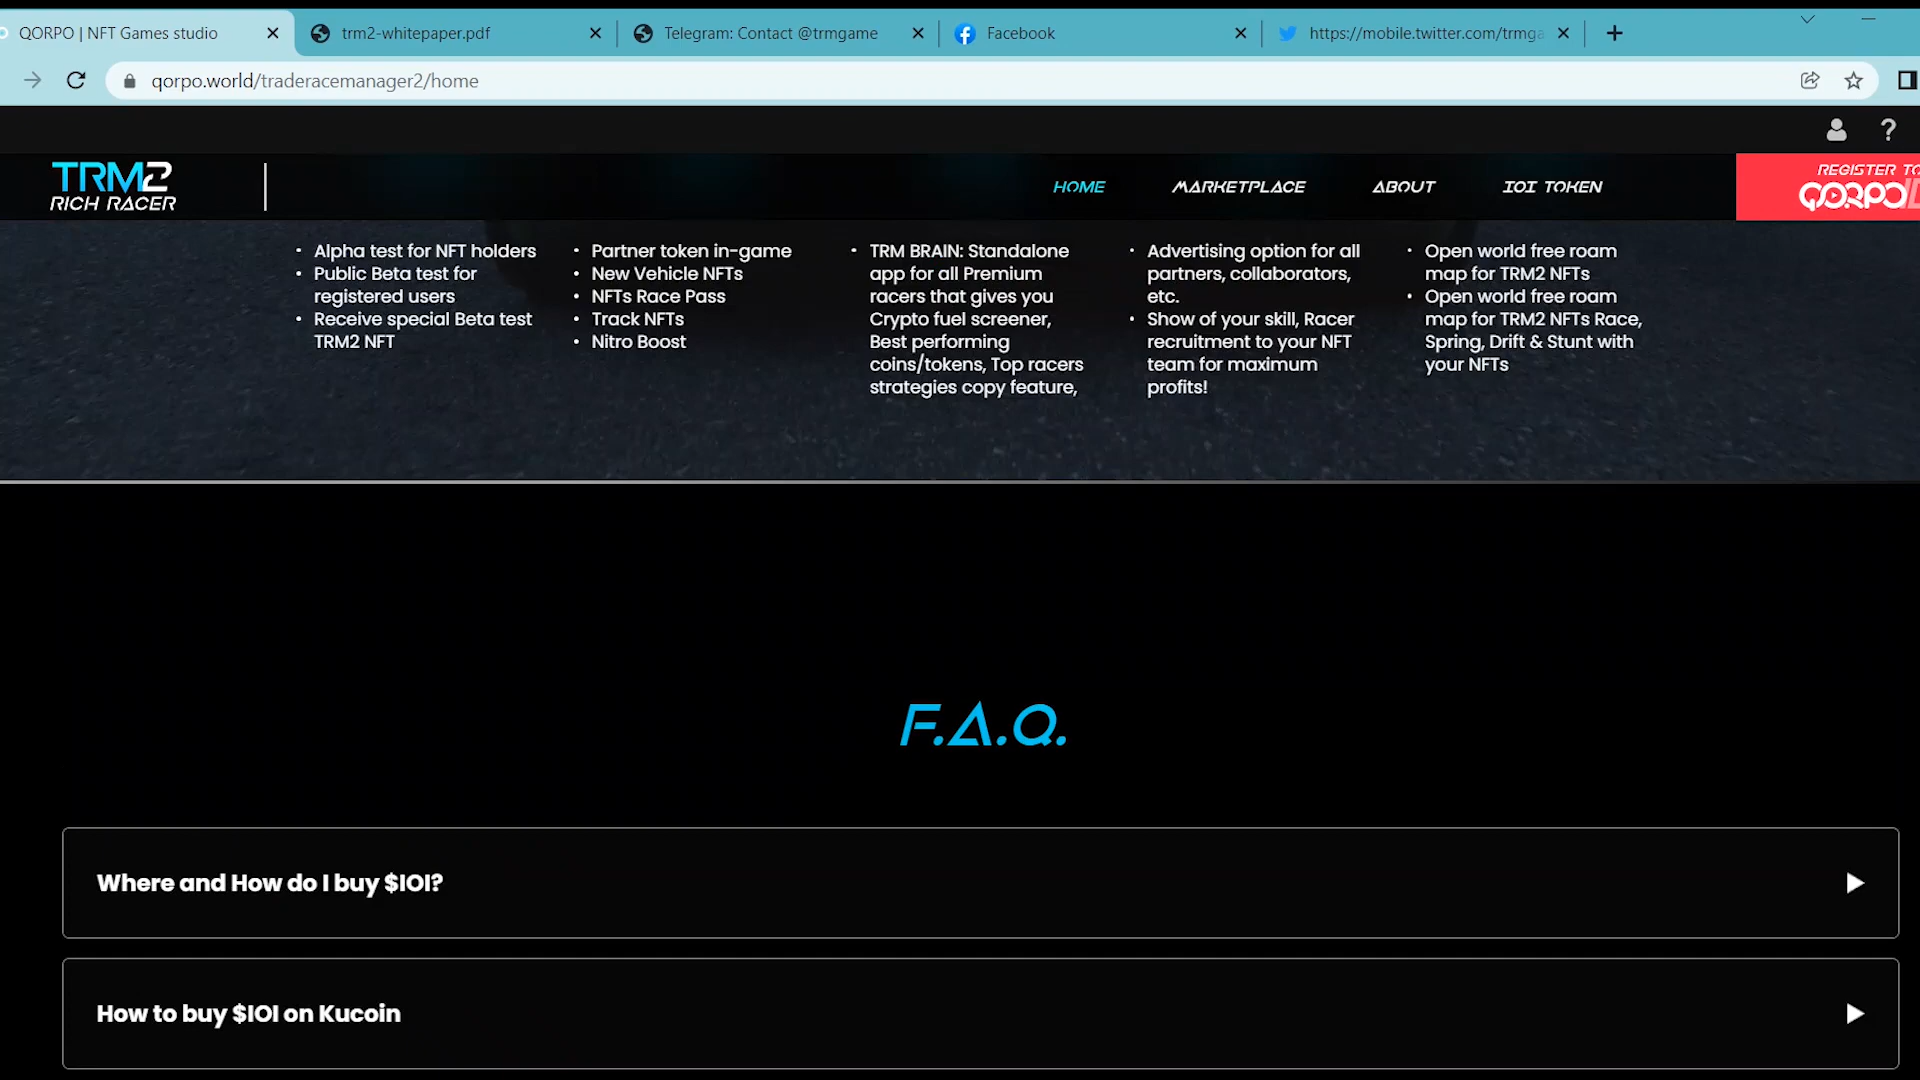 QORPO | NFT Games studio
trm2-whitepaper.pdf
Telegram: Contact @trmgame
Facebook
https://mobile.twitter.com/trmga
qorpo.world/traderacemanager2/home
TRM2
RICH RACER
HOME
MARKETPLACE
ABOUT
IOI TOKEN
REGISTER TO
QORPO ID
• Alpha test for NFT holders
• Public Beta test for
registered users
• Receive special Beta test
TRM2 NFT
• Partner token in-game
• New Vehicle NFTs
• NFTs Race Pass
• Track NFTs
• Nitro Boost
• TRM BRAIN: Standalone
app for all Premium
racers that gives you
Crypto fuel screener,
Best performing
coins/tokens, Top racers
strategies copy feature,
• Advertising option for all
partners, collaborators,
etc.
• Show of your skill, Racer
recruitment to your NFT
team for maximum
profits!
• Open world free roam
map for TRM2 NFTs
• Open world free roam
map for TRM2 NFTs Race,
Spring, Drift & Stunt with
your NFTs
F.A.Q.
Where and How do I buy $IOI?
How to buy $IOI on Kucoin